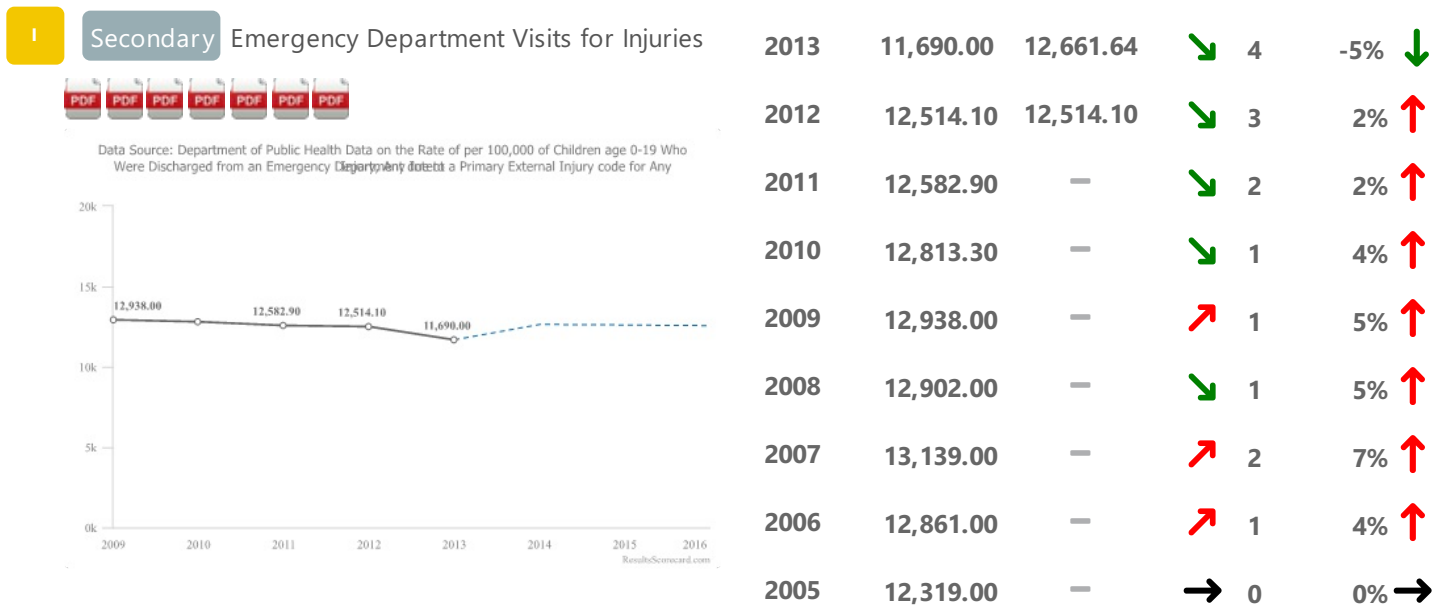 I Secondary Emergency Department Visits for Injuries
PDF PDF PDF PDF PDF PDF PDF
Data Source: Department of Public Health Data on the Rate of per 100,000 of Children age 0-19 Who
Were Discharged from an Emergency to a Primary External Injury code for Any
20k
15k
10k
5k
0k
12,938.00
12,582.90
12,514.10
11,690.00
2009 2010 2011 2012 2013 2014 2015 2016
ResultsScorecard.com
2013 11,690.00 12,661.64 4 -5%
2012 12,514.10 12,514.10 3 2%
2011 12,582.90 – 2 2%
2010 12,813.30 – 1 4%
2009 12,938.00 – 1 5%
2008 12,902.00 – 1 5%
2007 13,139.00 – 2 7%
2006 12,861.00 – 1 4%
2005 12,319.00 – 0 0%